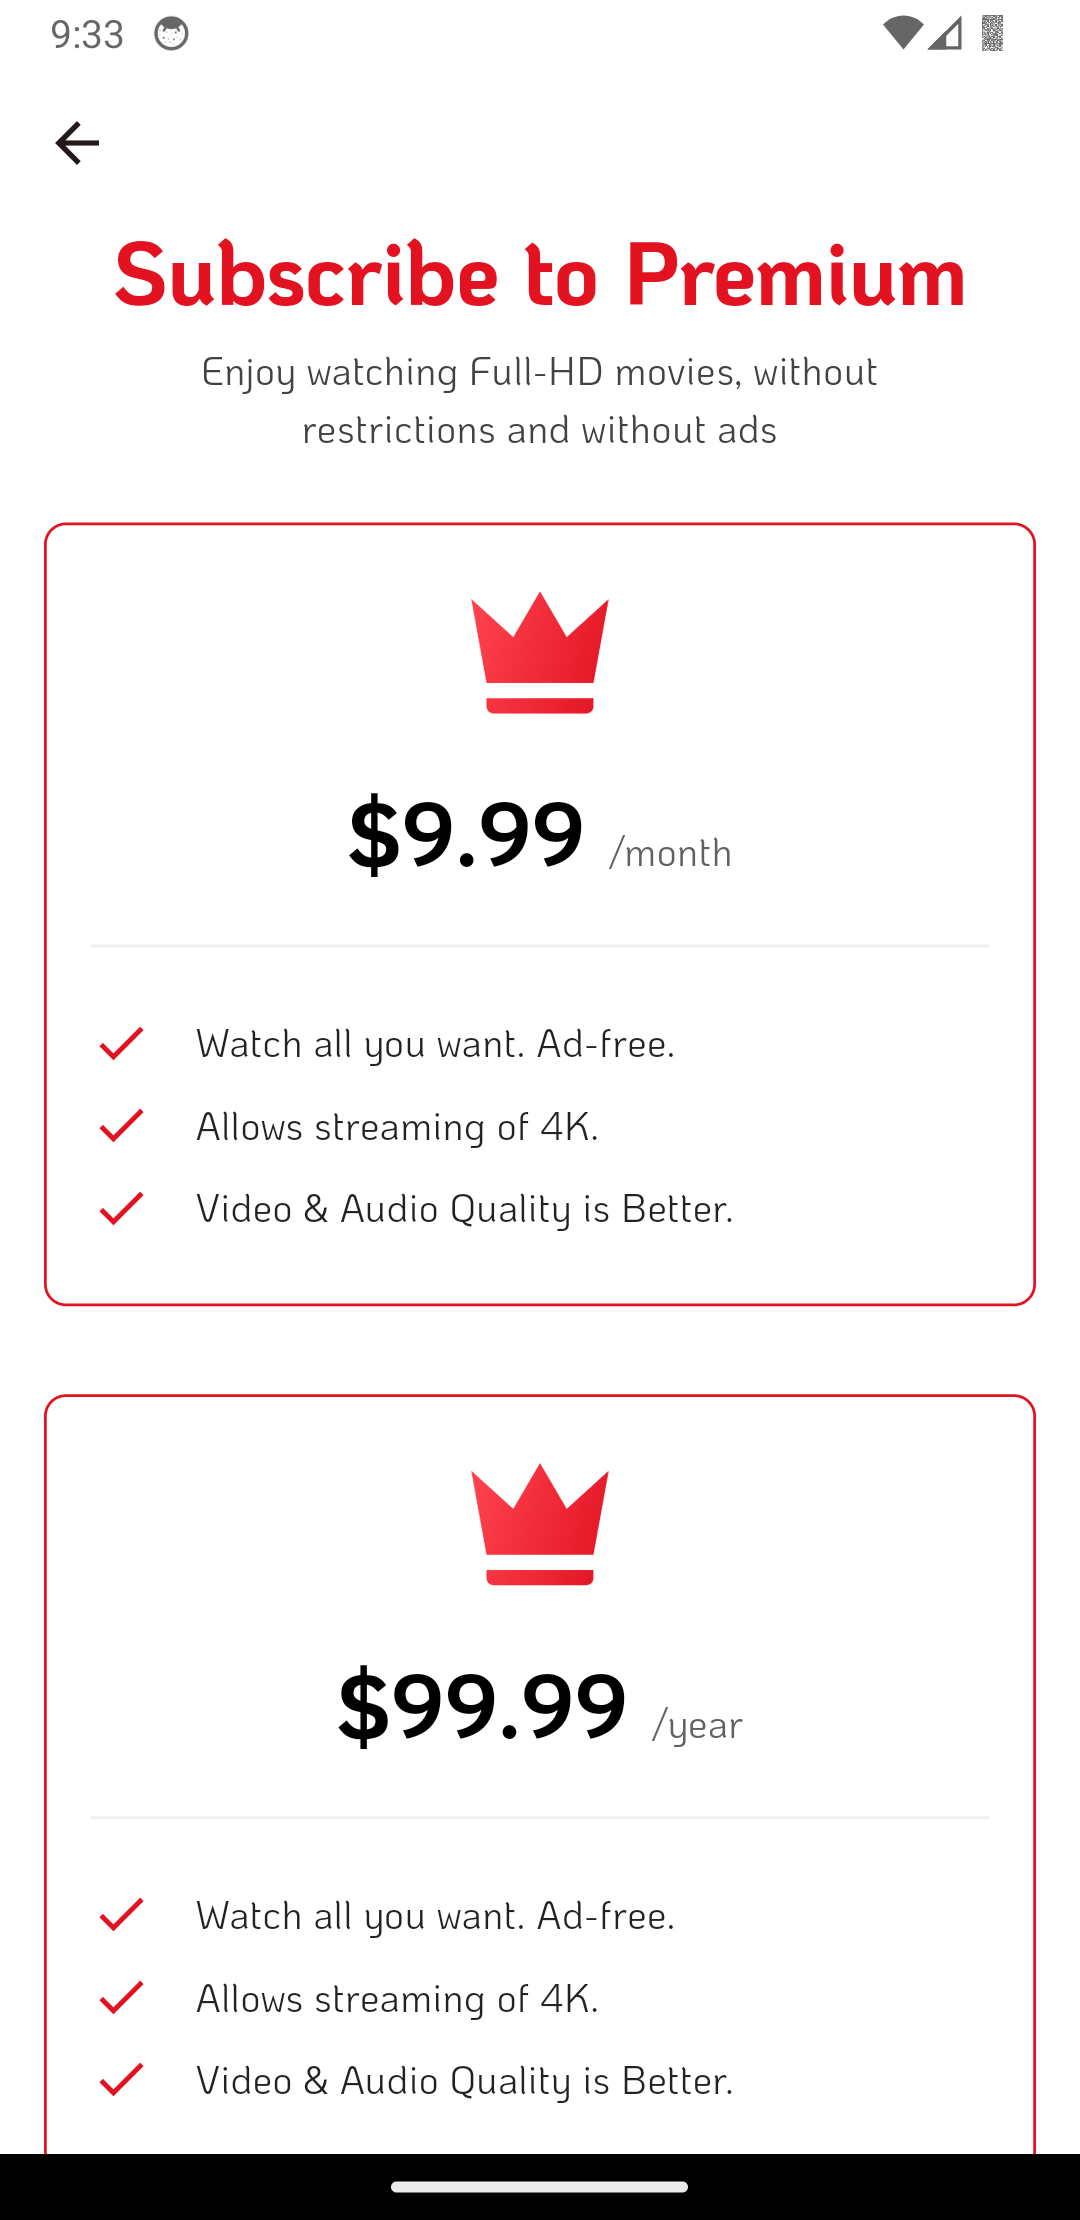 9:33
Subscribe to Premium
Enjoy watching Full-HD movies, without
restrictions and without ads
$9.99 /month
Watch all you want. Ad-free.
Allows streaming of 4K.
Video & Audio Quality is Better.
$99.99 /year
Watch all you want. Ad-free.
Allows streaming of 4K.
Video & Audio Quality is Better.